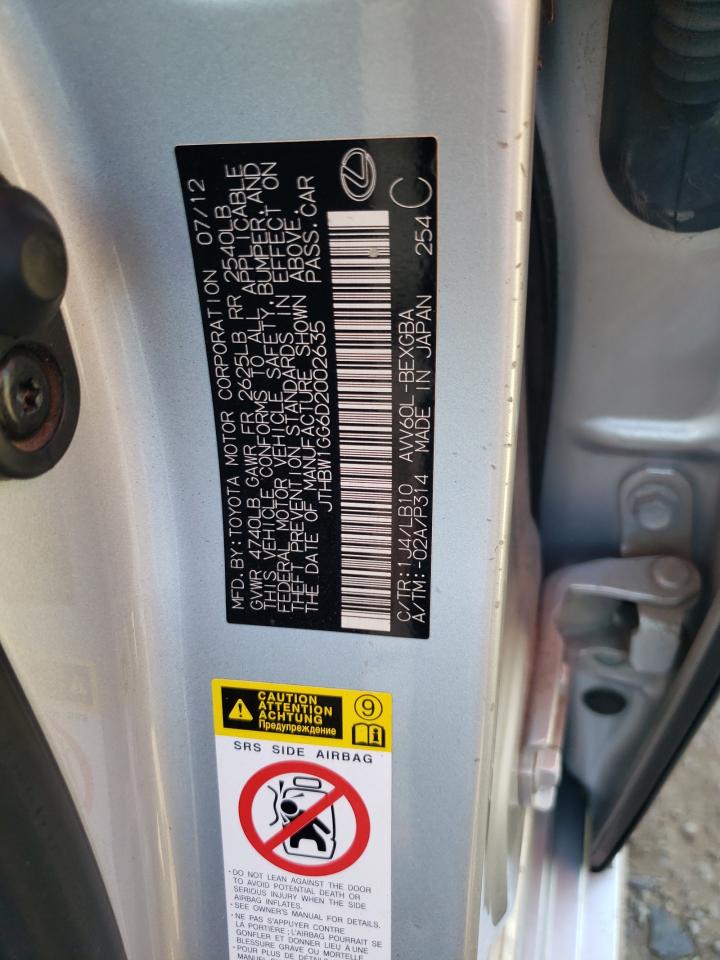 MFD. BY: TOYOTA MOTOR CORPORATION 07/12
GVWR 4740LB GAWR FR 2625LB RR 2540LB
THIS VEHICLE CONFORMS TO ALL APPLICABLE
FEDERAL MOTOR VEHICLE SAFETY, BUMPER, AND
THEFT PREVENTION STANDARDS IN EFFECT ON
THE DATE OF MANUFACTURE SHOWN ABOVE.
JTHBW1GG6D2002635 PASS. CAR
C/TR: 1J4/LB10 AVV60L-BEXGBA 254 C
A/TM: -02A/P314 MADE IN JAPAN
CAUTION
ATTENTION
ACHTUNG
Предупреждение
9
SRS SIDE AIRBAG
· DO NOT LEAN AGAINST THE DOOR
TO AVOID POTENTIAL DEATH OR
SERIOUS INJURY WHEN THE SIDE
AIRBAG INFLATES.
· SEE OWNER'S MANUAL FOR DETAILS.
· NE PAS S'APPUYER CONTRE
LA PORTIÈRE; L'AIRBAG POURRAIT SE
GONFLER ET DONNER LIEU À UNE
BLESSURE GRAVE OU MORTELLE